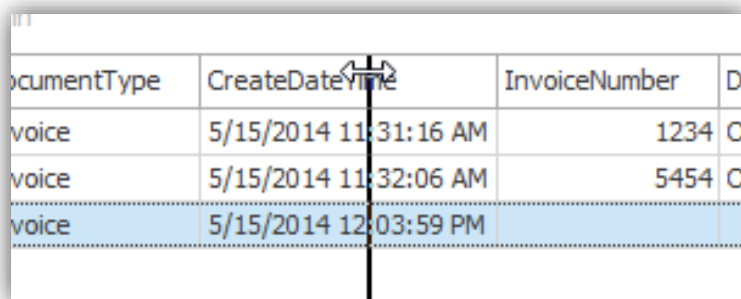 ocumentType CreateDateTime InvoiceNumber D
voice 5/15/2014 11:31:16 AM 1234
voice 5/15/2014 11:32:06 AM 5454
voice 5/15/2014 12:03:59 PM